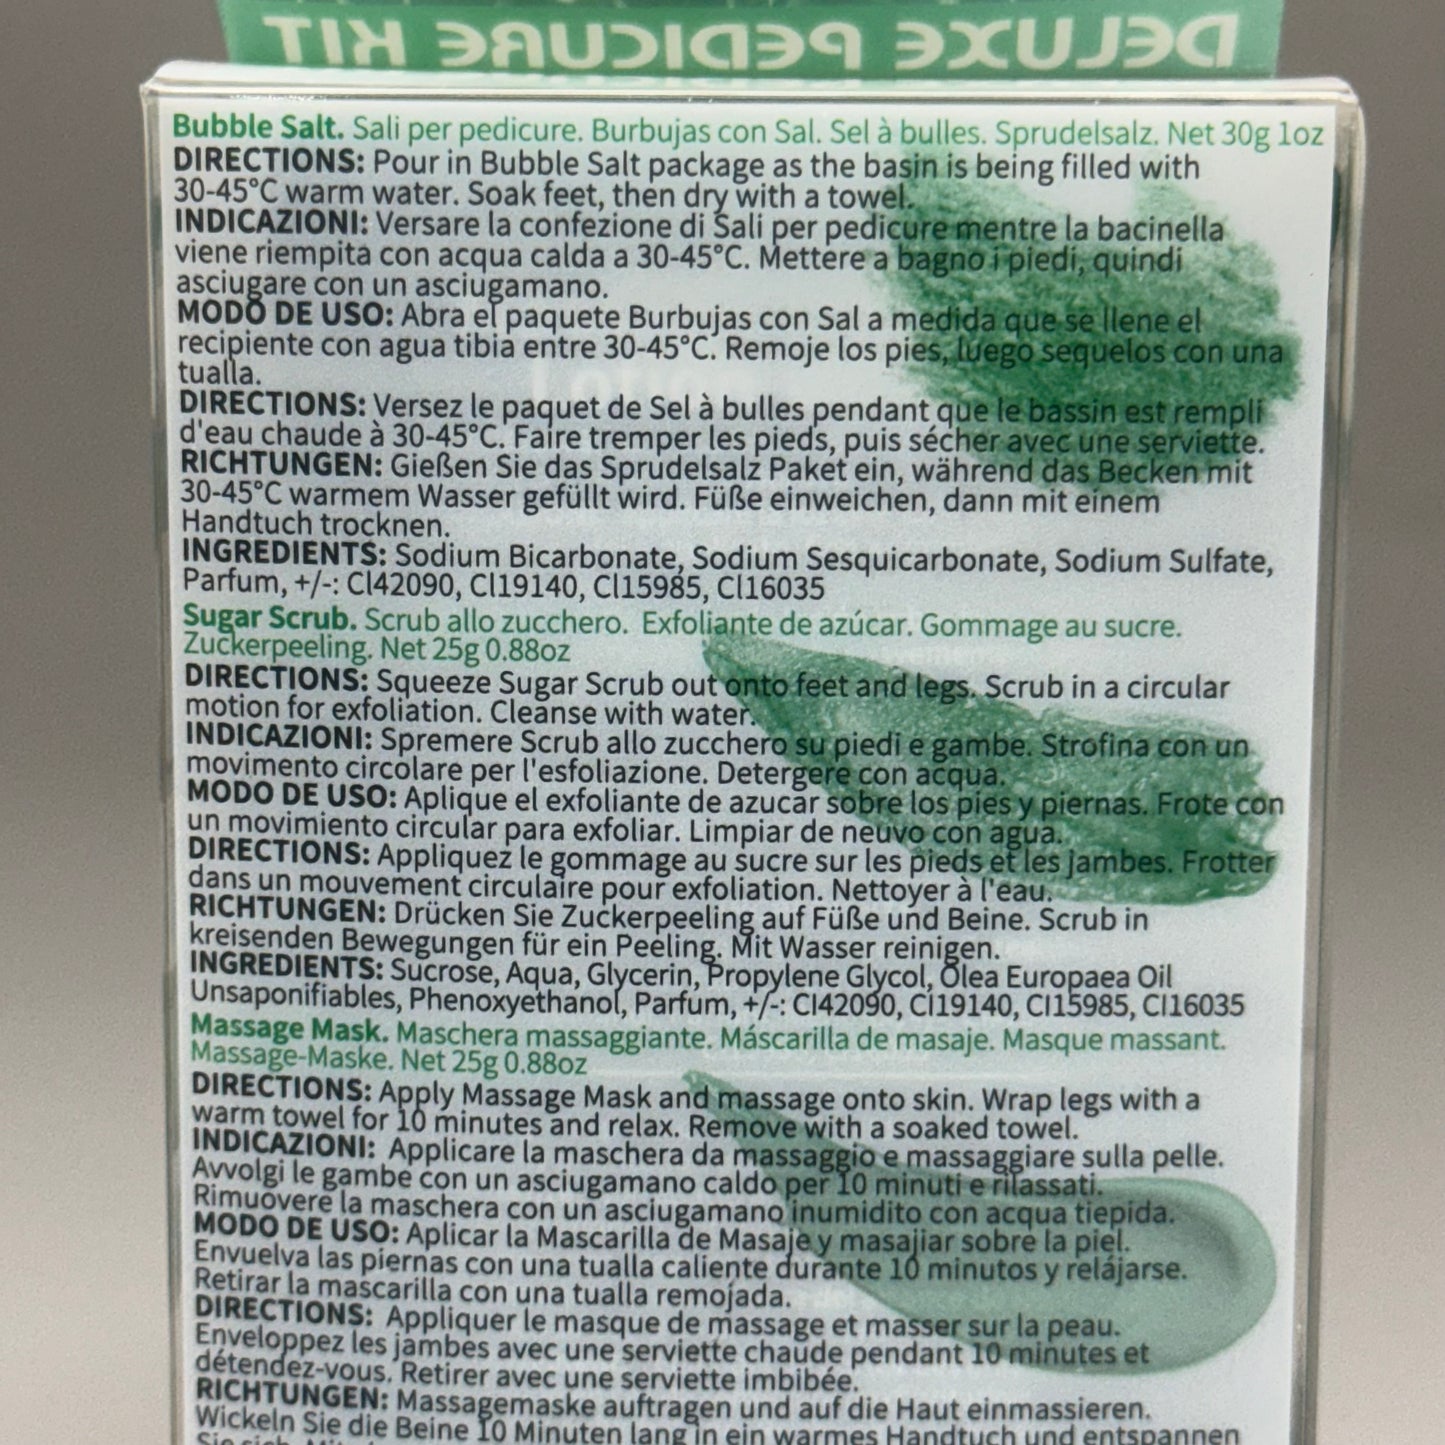 DELUXE PEDICURE KIT
Bubble Salt. Sali per pedicure. Burbujas con Sal. Sel à bulles. Sprudelsalz. Net 30g 1oz
DIRECTIONS: Pour in Bubble Salt package as the basin is being filled with
30-45°C warm water. Soak feet, then dry with a towel.
INDICAZIONI: Versare la confezione di Sali per pedicure mentre la bacinella
viene riempita con acqua calda a 30-45°C. Mettere a bagno i piedi, quindi
asciugare con un asciugamano.
MODO DE USO: Abra el paquete Burbujas con Sal a medida que se llene el
recipiente con agua tibia entre 30-45°C. Remoje los pies, luego sequelos con una
tualla.
DIRECTIONS: Versez le paquet de Sel à bulles pendant que le bassin est rempli
d'eau chaude à 30-45°C. Faire tremper les pieds, puis sécher avec une serviette.
RICHTUNGEN: Gießen Sie das Sprudelsalz Paket ein, während das Becken mit
30-45°C warmem Wasser gefüllt wird. Füße einweichen, dann mit einem
Handtuch trocknen.
INGREDIENTS: Sodium Bicarbonate, Sodium Sesquicarbonate, Sodium Sulfate,
Parfum, +/-: Cl42090, Cl19140, Cl15985, Cl16035
Sugar Scrub. Scrub allo zucchero. Exfoliante de azúcar. Gommage au sucre.
Zuckerpeeling. Net 25g 0.88oz
DIRECTIONS: Squeeze Sugar Scrub out onto feet and legs. Scrub in a circular
motion for exfoliation. Cleanse with water.
INDICAZIONI: Spremere Scrub allo zucchero su piedi e gambe. Strofina con un
movimento circolare per l'esfoliazione. Detergere con acqua.
MODO DE USO: Aplique el exfoliante de azucar sobre los pies y piernas. Frote con
un movimiento circular para exfoliar. Limpiar de neuvo con agua.
DIRECTIONS: Appliquez le gommage au sucre sur les pieds et les jambes. Frotter
dans un mouvement circulaire pour exfoliation. Nettoyer à l'eau.
RICHTUNGEN: Drücken Sie Zuckerpeeling auf Füße und Beine. Scrub in
kreisenden Bewegungen für ein Peeling. Mit Wasser reinigen.
INGREDIENTS: Sucrose, Aqua, Glycerin, Propylene Glycol, Olea Europaea Oil
Unsaponifiables, Phenoxyethanol, Parfum, +/-: CI42090, CI19140, CI15985, CI16035
Massage Mask. Maschera massaggiante. Máscarilla de masaje. Masque massant.
Massage-Maske. Net 25g 0.88oz
DIRECTIONS: Apply Massage Mask and massage onto skin. Wrap legs with a
warm towel for 10 minutes and relax. Remove with a soaked towel.
INDICAZIONI: Applicare la maschera da massaggio e massaggiare sulla pelle.
Avvolgi le gambe con un asciugamano caldo per 10 minuti e rilassati.
Rimuovere la maschera con un asciugamano inumidito con acqua tiepida.
MODO DE USO: Aplicar la Mascarilla de Masaje y masajiar sobre la piel.
Envuelva las piernas con una tualla caliente durante 10 minutos y relájarse.
Retirar la mascarilla con una tualla remojada.
DIRECTIONS: Appliquer le masque de massage et masser sur la peau.
Enveloppez les jambes avec une serviette chaude pendant 10 minutes et
détendez-vous. Retirer avec une serviette imbibée.
RICHTUNGEN: Massagemaske auftragen und auf die Haut einmassieren.
Wickeln Sie die Beine 10 Minuten lang in ein warmes Handtuch und entspannen
Sie sich.